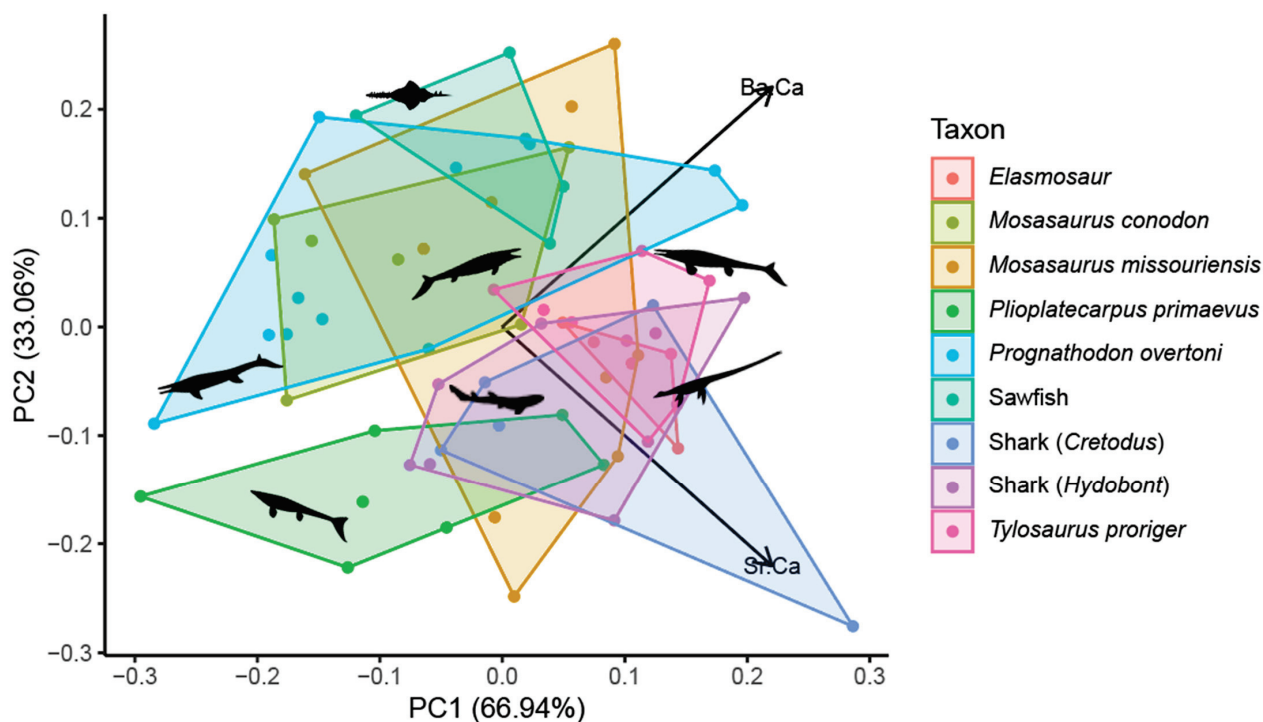 Ba.Ca
Sr.Ca
0.2
0.1
0.0
−0.1
−0.2
−0.3
PC2 (33.06%)
−0.3
−0.2
−0.1
0.0
0.1
0.2
0.3
PC1 (66.94%)
Taxon
Elasmosaur
Mosasaurus conodon
Mosasaurus missouriensis
Plioplatecarpus primaevus
Prognathodon overtoni
Sawfish
Shark (Cretodus)
Shark (Hydobont)
Tylosaurus proriger